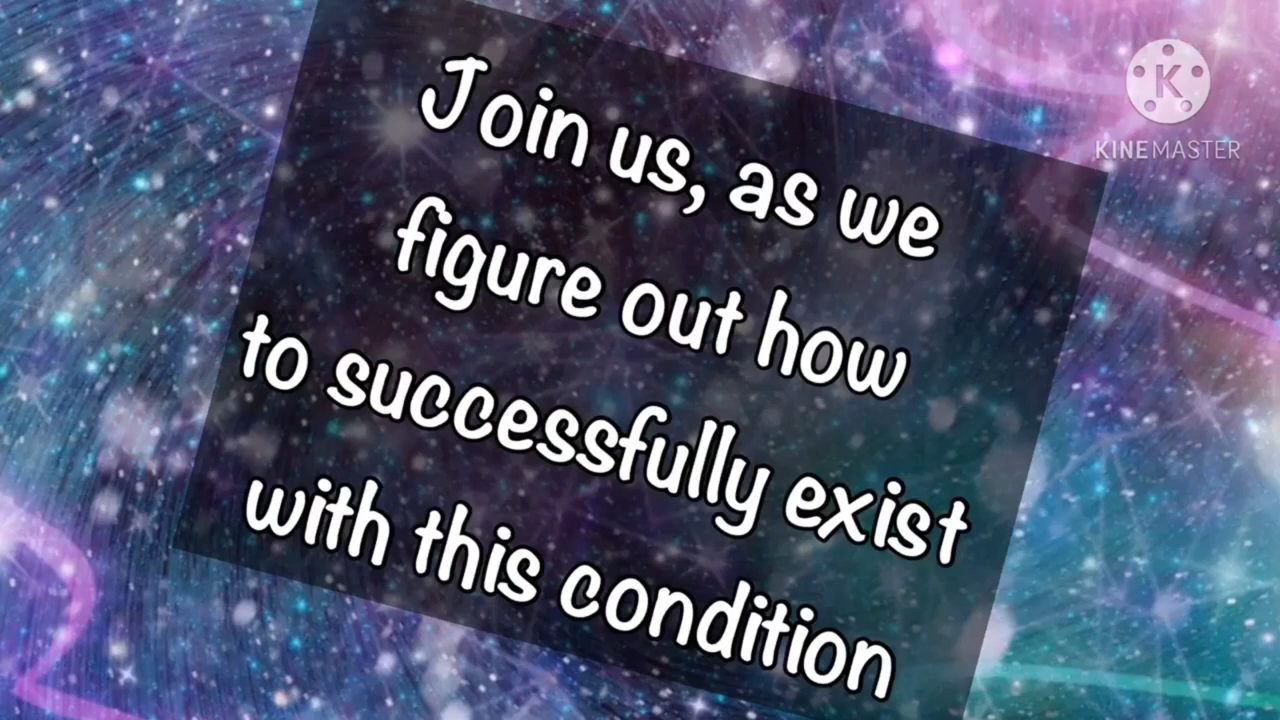 Join us, as we
figure out how
to successfully exist
with this condition
K
KINEMASTER